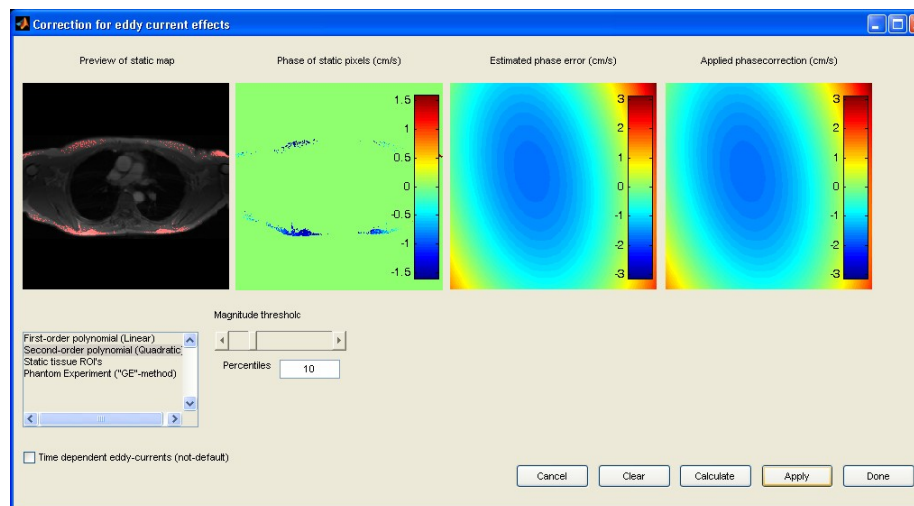 Correction for eddy current effects
Preview of static map
Phase of static pixels (cm/s)
Estimated phase error (cm/s)
Applied phasecorrection (cm/s)
1.5
1
0.5
0
-0.5
-1
-1.5
3
2
1
0
-1
-2
-3
3
2
1
0
-1
-2
-3
Magnitude threshold
First-order polynomial (Linear)
Second-order polynomial (Quadratic)
Static tissue ROI's
Phantom Experiment ("GE"-method)
Percentiles
10
Time dependent eddy-currents (not-default)
Cancel
Clear
Calculate
Apply
Done